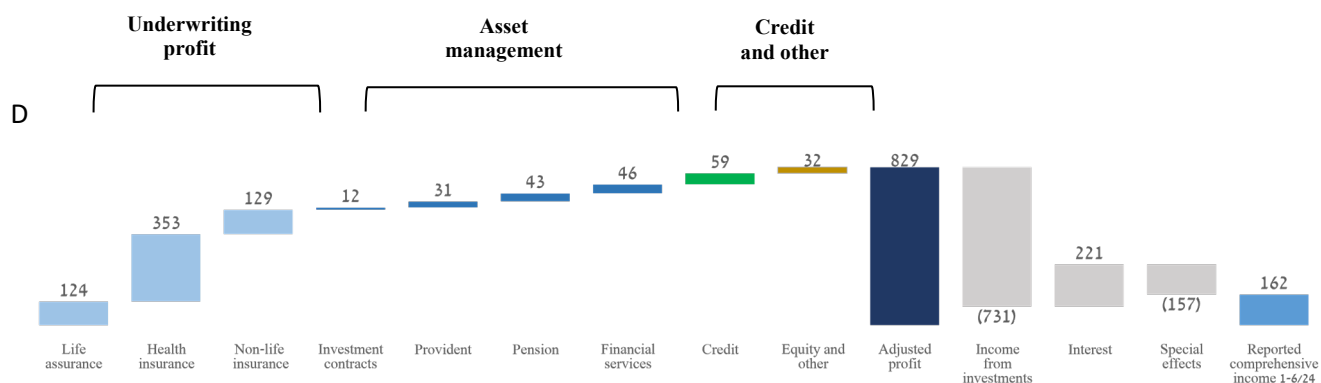 Underwriting
profit
Asset
management
Credit
and other
D
124
353
129
12
31
43
46
59
32
829
(731)
221
(157)
162
Life
assurance
Health
insurance
Non-life
insurance
Investment
contracts
Provident
Pension
Financial
services
Credit
Equity and
other
Adjusted
profit
Income
from
investments
Interest
Special
effects
Reported
comprehensive
income 1-6/24